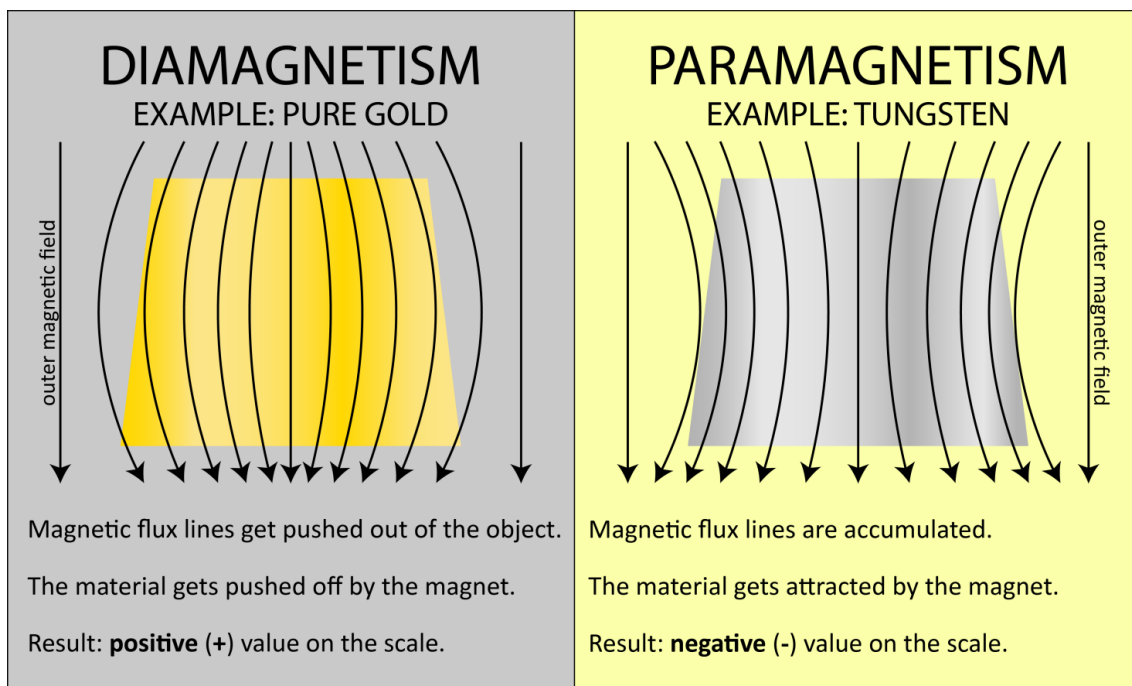 DIAMAGNETISM
EXAMPLE: PURE GOLD
outer magnetic field
Magnetic flux lines get pushed out of the object.
The material gets pushed off by the magnet.
Result: positive (+) value on the scale.
PARAMAGNETISM
EXAMPLE: TUNGSTEN
outer magnetic field
Magnetic flux lines are accumulated.
The material gets attracted by the magnet.
Result: negative (-) value on the scale.